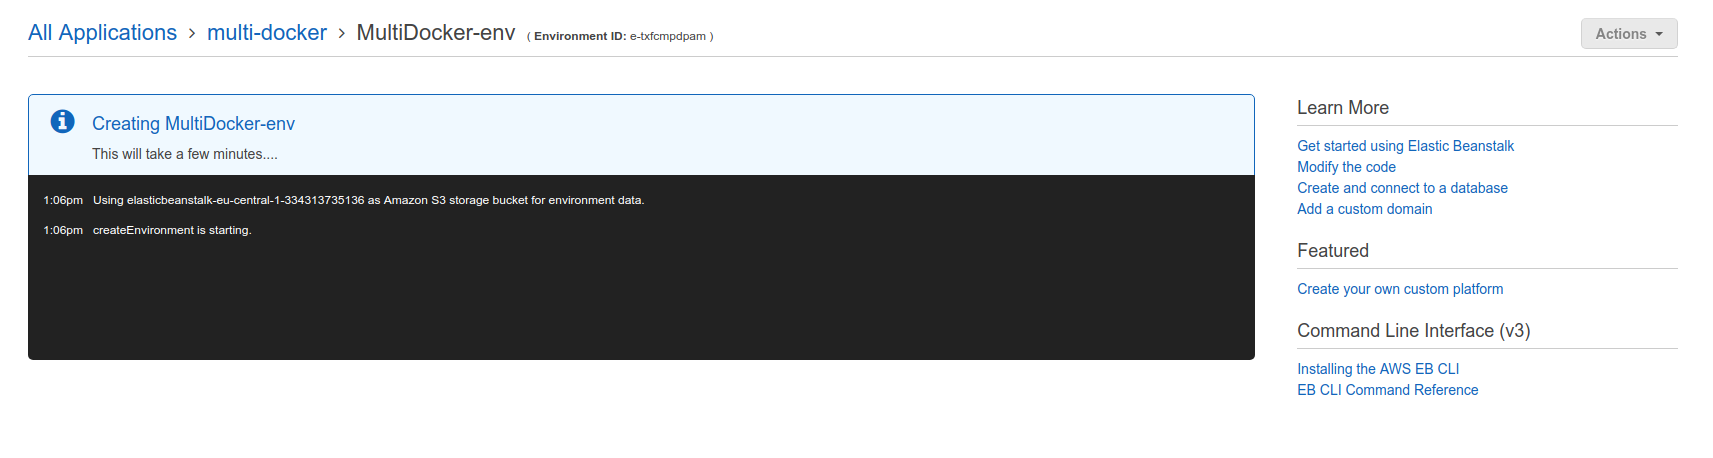 All Applications > multi-docker > MultiDocker-env ( Environment ID: e-txfcmpdpam )
Actions
Creating MultiDocker-env
This will take a few minutes....
1:06pm Using elasticbeanstalk-eu-central-1-334313735136 as Amazon S3 storage bucket for environment data.
1:06pm createEnvironment is starting.
Learn More
Get started using Elastic Beanstalk
Modify the code
Create and connect to a database
Add a custom domain
Featured
Create your own custom platform
Command Line Interface (v3)
Installing the AWS EB CLI
EB CLI Command Reference